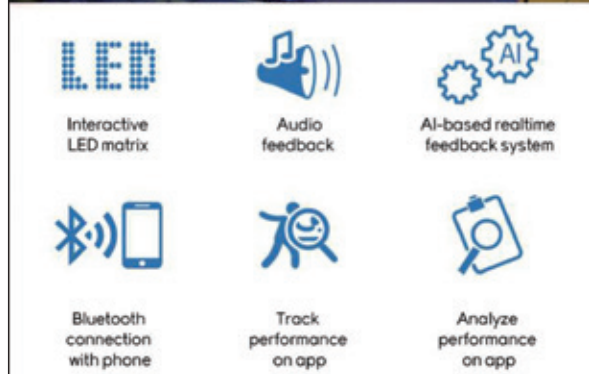 LED
AI
Interactive
LED matrix
Audio
feedback
AI-based realtime
feedback system
Bluetooth
connection
with phone
Track
performance
on app
Analyze
performance
on app